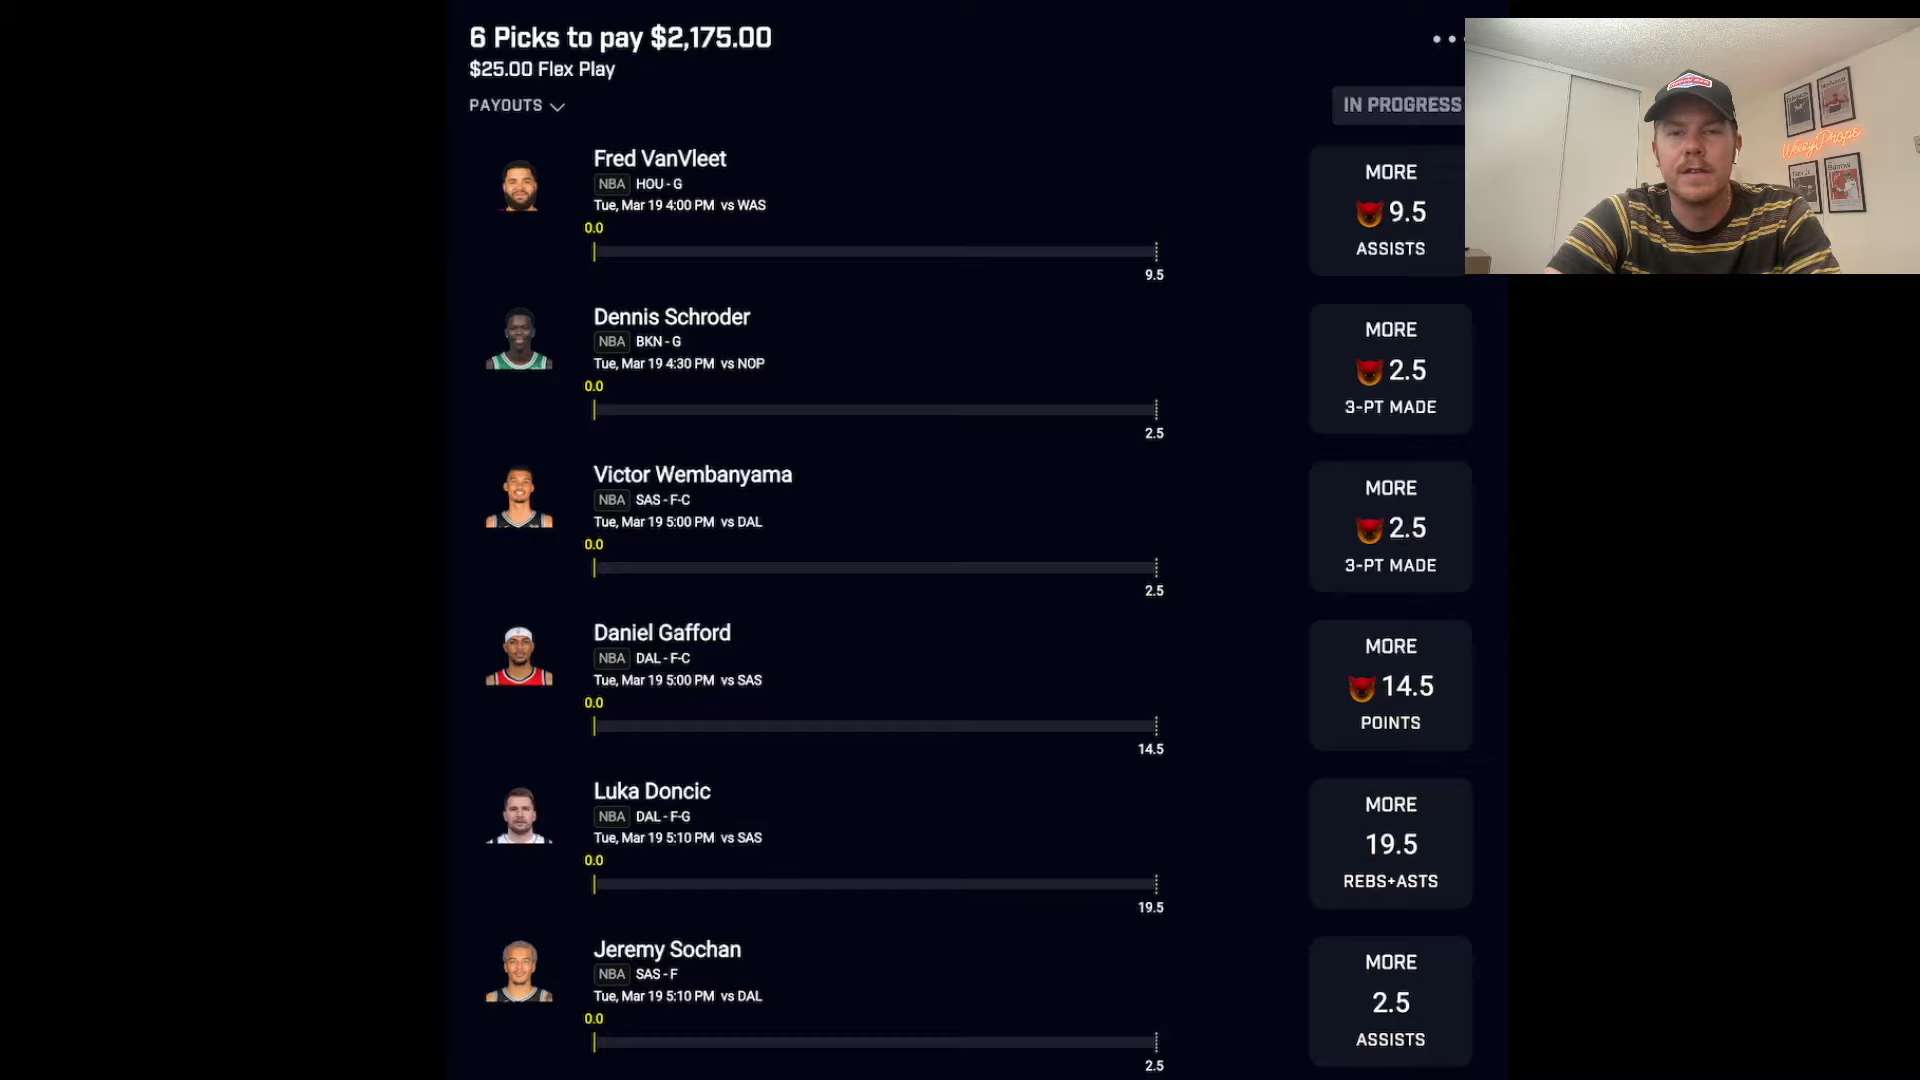 6 Picks to pay $2,175.00
$25.00 Flex Play
PAYOUTS
IN PROGRESS
Fred VanVleet
NBA HOU - G
Tue, Mar 19 4:00 PM vs WAS
0.0
9.5
MORE
9.5
ASSISTS
Dennis Schroder
NBA BKN - G
Tue, Mar 19 4:30 PM vs NOP
0.0
2.5
MORE
2.5
3-PT MADE
Victor Wembanyama
NBA SAS - F-C
Tue, Mar 19 5:00 PM vs DAL
0.0
2.5
MORE
2.5
3-PT MADE
Daniel Gafford
NBA DAL - F-C
Tue, Mar 19 5:00 PM vs SAS
0.0
14.5
MORE
14.5
POINTS
Luka Doncic
NBA DAL - F-G
Tue, Mar 19 5:10 PM vs SAS
0.0
19.5
MORE
19.5
REBS+ASTS
Jeremy Sochan
NBA SAS - F
Tue, Mar 19 5:10 PM vs DAL
0.0
2.5
MORE
2.5
ASSISTS
WeezyProps
Burrow